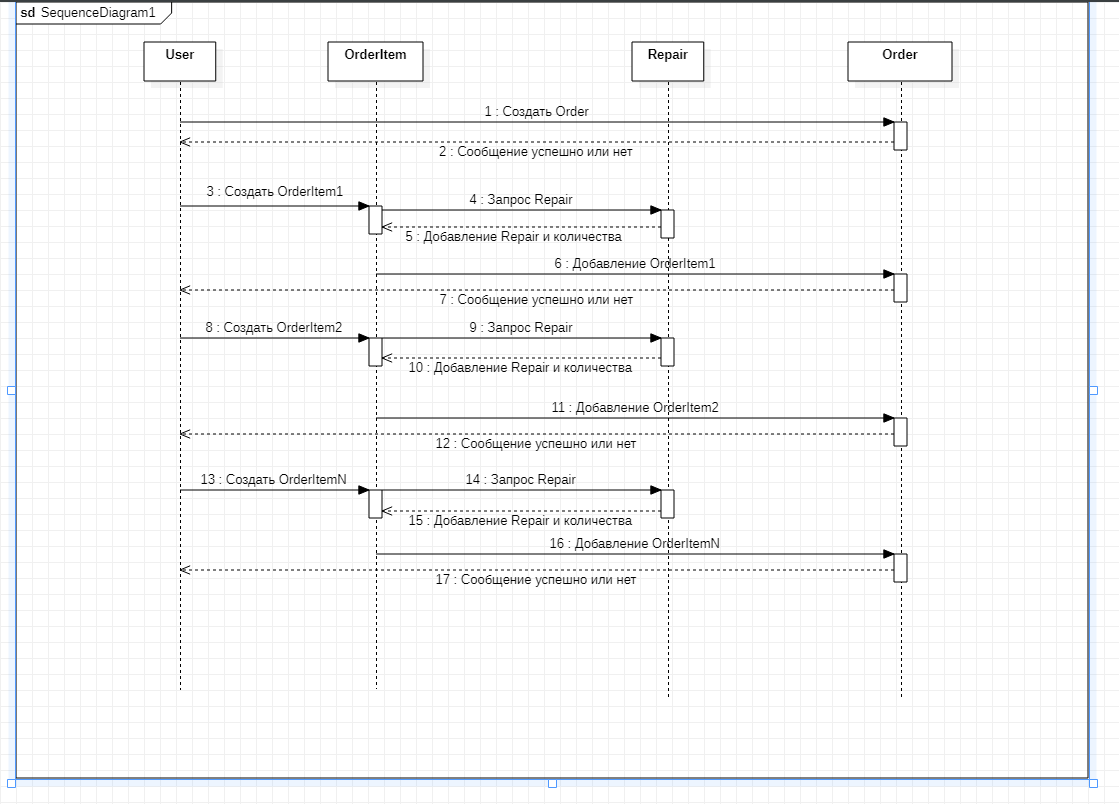 sd SequenceDiagram1
User
OrderItem
Repair
Order
1 : Создать Order
2 : Сообщение успешно или нет
3 : Создать OrderItem1
4 : Запрос Repair
5 : Добавление Repair и количества
6 : Добавление OrderItem1
7 : Сообщение успешно или нет
8 : Создать OrderItem2
9 : Запрос Repair
10 : Добавление Repair и количества
11 : Добавление OrderItem2
12 : Сообщение успешно или нет
13 : Создать OrderItemN
14 : Запрос Repair
15 : Добавление Repair и количества
16 : Добавление OrderItemN
17 : Сообщение успешно или нет